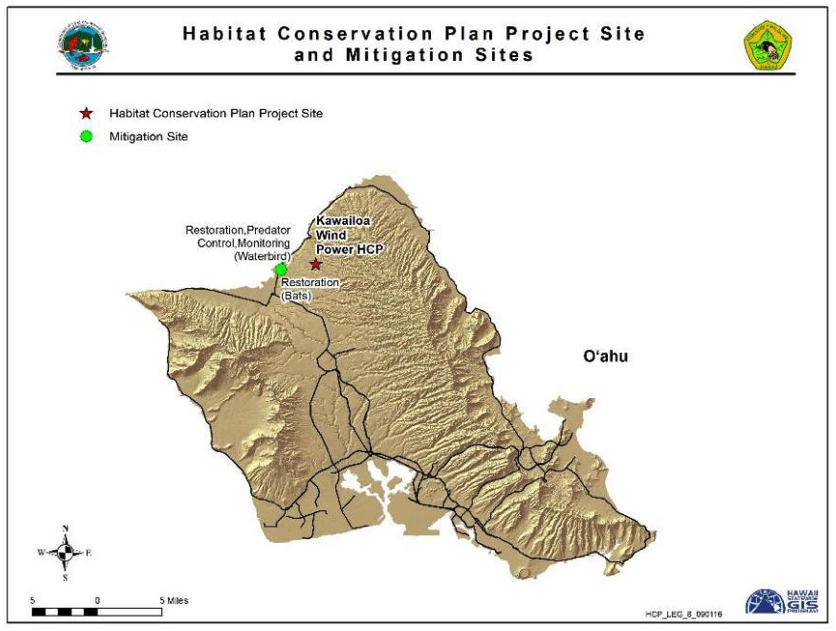 Habitat Conservation Plan Project Site
and Mitigation Sites
Habitat Conservation Plan Project Site
Mitigation Site
Kawailoa
Wind
Power HCP
Restoration,Predator
Control,Monitoring
(Waterbird)
Restoration
(Bats)
O‘ahu
N
W
E
S
5 0 5 Miles
HCP_LEG_8_090116
HAWAII
STATEWIDE
GIS
PROGRAM